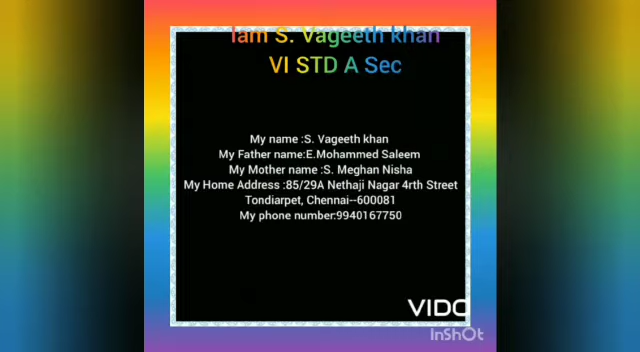 Iam S. Vageeth khan
VI STD A Sec
My name :S. Vageeth khan
My Father name:E.Mohammed Saleem
My Mother name :S. Meghan Nisha
My Home Address :85/29A Nethaji Nagar 4rth Street
Tondiarpet, Chennai--600081
My phone number:9940167750
VIDO
InShOt